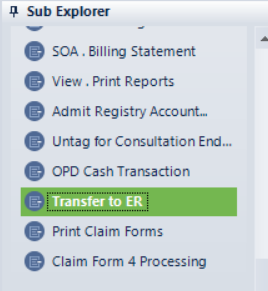 Sub Explorer
SOA . Billing Statement
View . Print Reports
Admit Registry Account...
Untag for Consultation End...
OPD Cash Transaction
Transfer to ER
Print Claim Forms
Claim Form 4 Processing